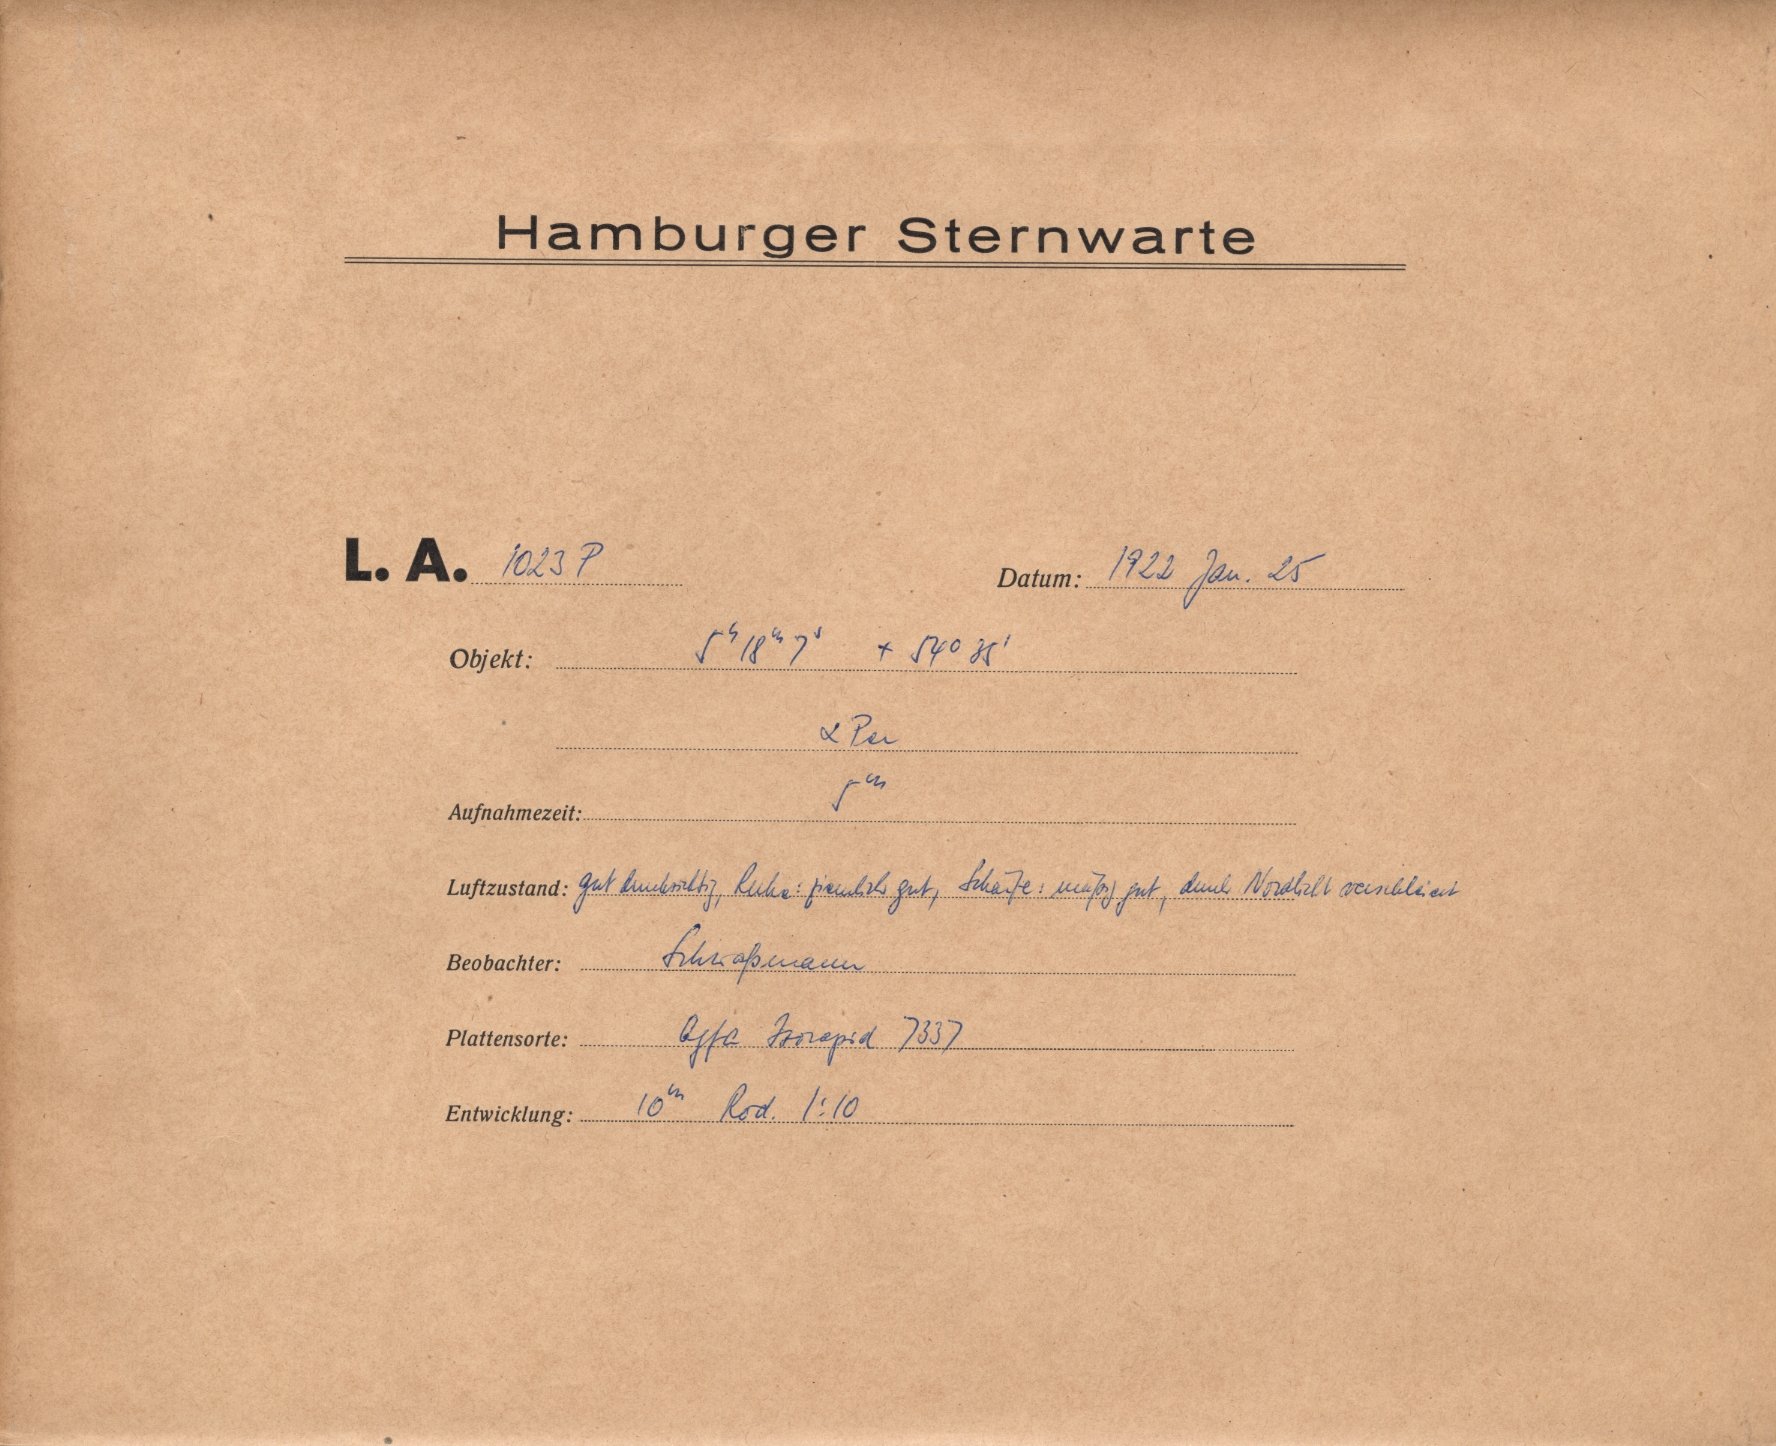 Hamburger Sternwarte
L. A. 1023 P Datum: 1922 Jan. 25
Objekt: 5ʰ 18ᵐ 7ˢ + 54° 35'
α Per
5ᵐ
Aufnahmezeit:
Luftzustand: gut durchsichtig, Ruhe: ziemlich gut, Schärfe: mäßig gut, durch Nordlicht verschleiert
Beobachter: Schwaßmann
Plattensorte: Agfa Isorapid 7337
Entwicklung: 10ᵐ Rod. 1:10